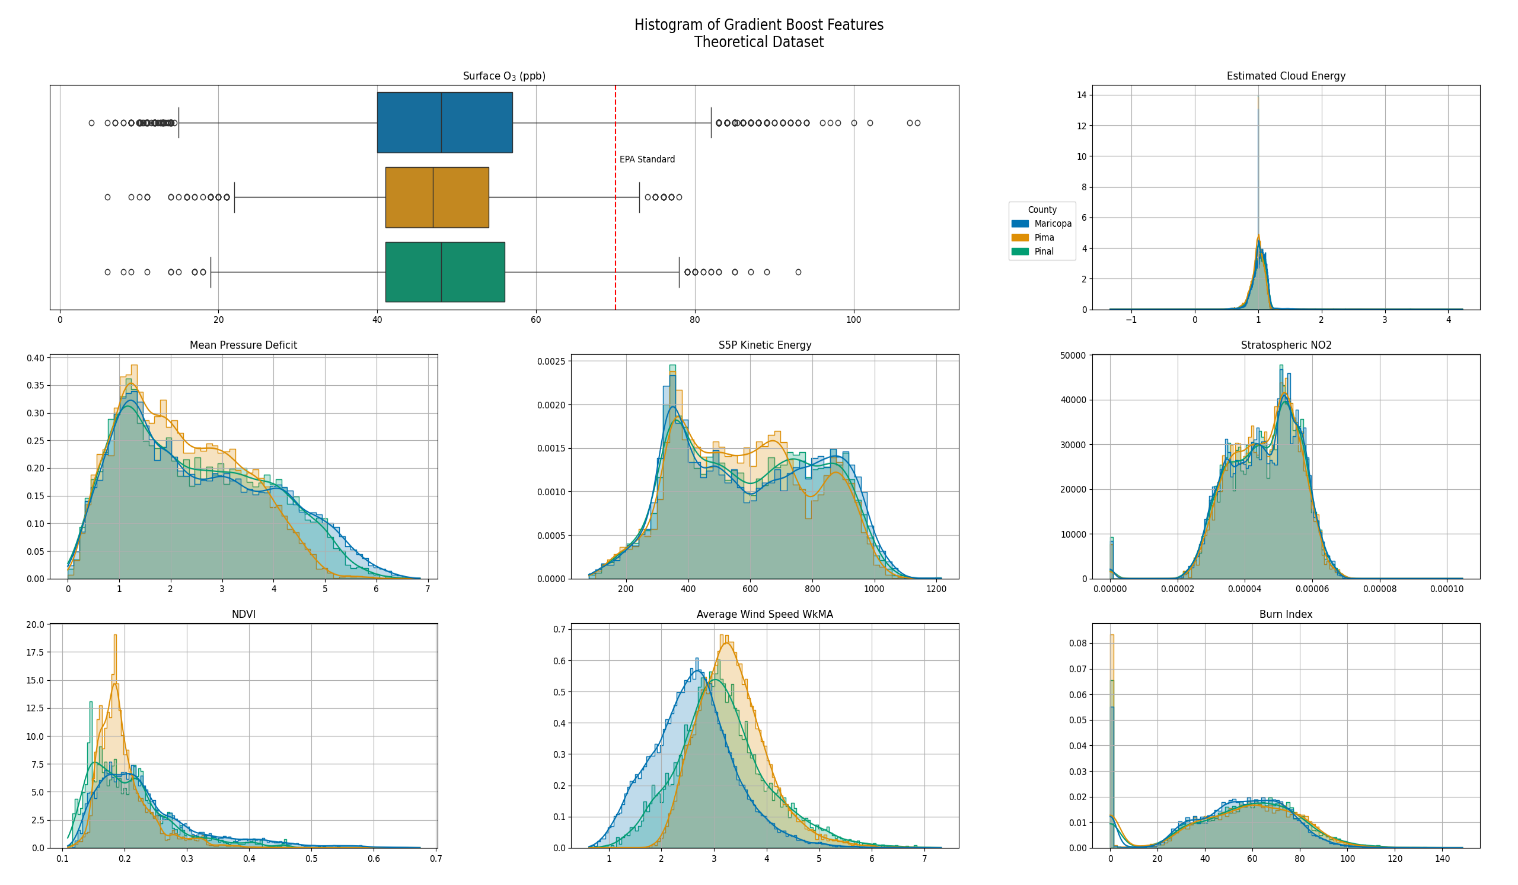 Histogram of Gradient Boost Features
Theoretical Dataset
Surface O₃ (ppb)
EPA Standard
0 20 40 60 80 100
County
Maricopa
Pima
Pinal
Estimated Cloud Energy
14
12
10
8
6
4
2
0
−1 0 1 2 3 4
Mean Pressure Deficit
0.40
0.35
0.30
0.25
0.20
0.15
0.10
0.05
0.00
0 1 2 3 4 5 6 7
S5P Kinetic Energy
0.0025
0.0020
0.0015
0.0010
0.0005
0.0000
200 400 600 800 1000 1200
Stratospheric NO2
50000
40000
30000
20000
10000
0
0.00000 0.00002 0.00004 0.00006 0.00008 0.00010
NDVI
20.0
17.5
15.0
12.5
10.0
7.5
5.0
2.5
0.0
0.1 0.2 0.3 0.4 0.5 0.6 0.7
Average Wind Speed WkMA
0.7
0.6
0.5
0.4
0.3
0.2
0.1
0.0
1 2 3 4 5 6 7
Burn Index
0.08
0.07
0.06
0.05
0.04
0.03
0.02
0.01
0.00
0 20 40 60 80 100 120 140